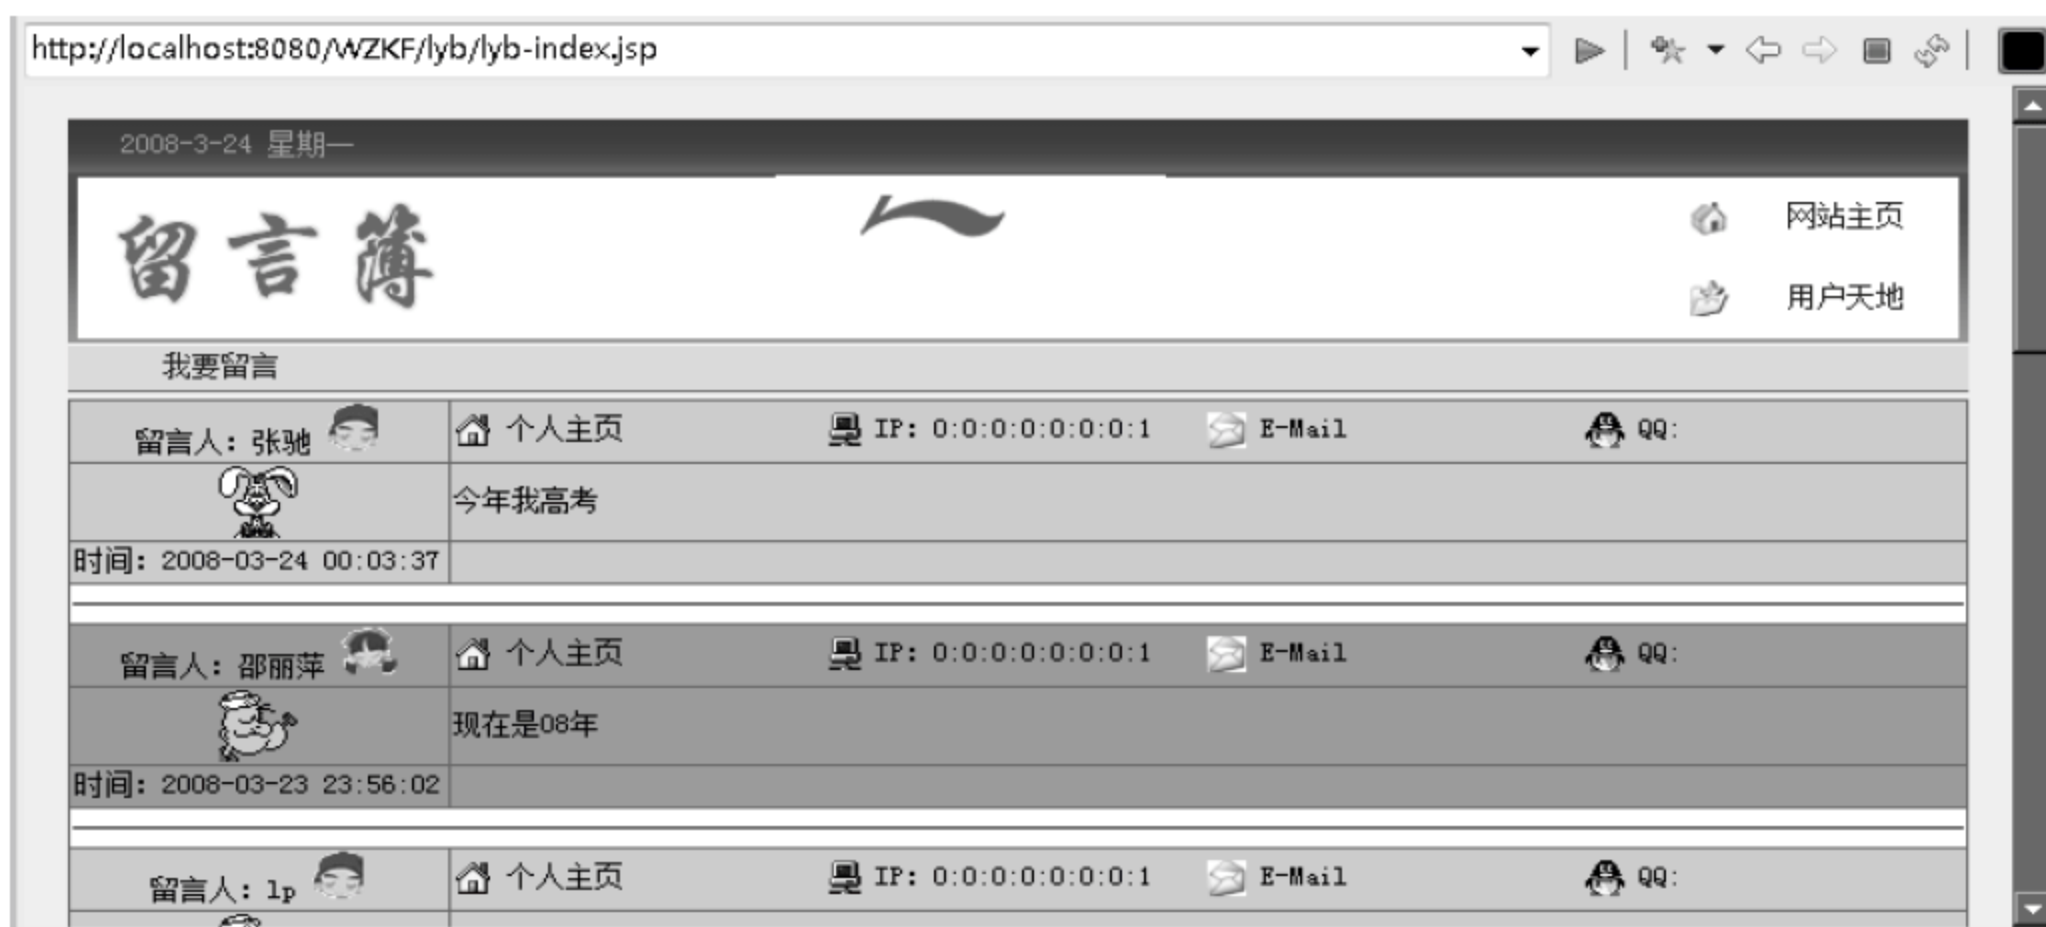 http://localhost:8080/WZKF/lyb/lyb-index.jsp
2008-3-24 星期一
留言簿
网站主页
用户天地
我要留言
留言人：张驰 个人主页 IP: 0:0:0:0:0:0:0:1 E-Mail QQ:
今年我高考
时间：2008-03-24 00:03:37
留言人：邵丽萍 个人主页 IP: 0:0:0:0:0:0:0:1 E-Mail QQ:
现在是08年
时间：2008-03-23 23:56:02
留言人：lp 个人主页 IP: 0:0:0:0:0:0:0:1 E-Mail QQ: